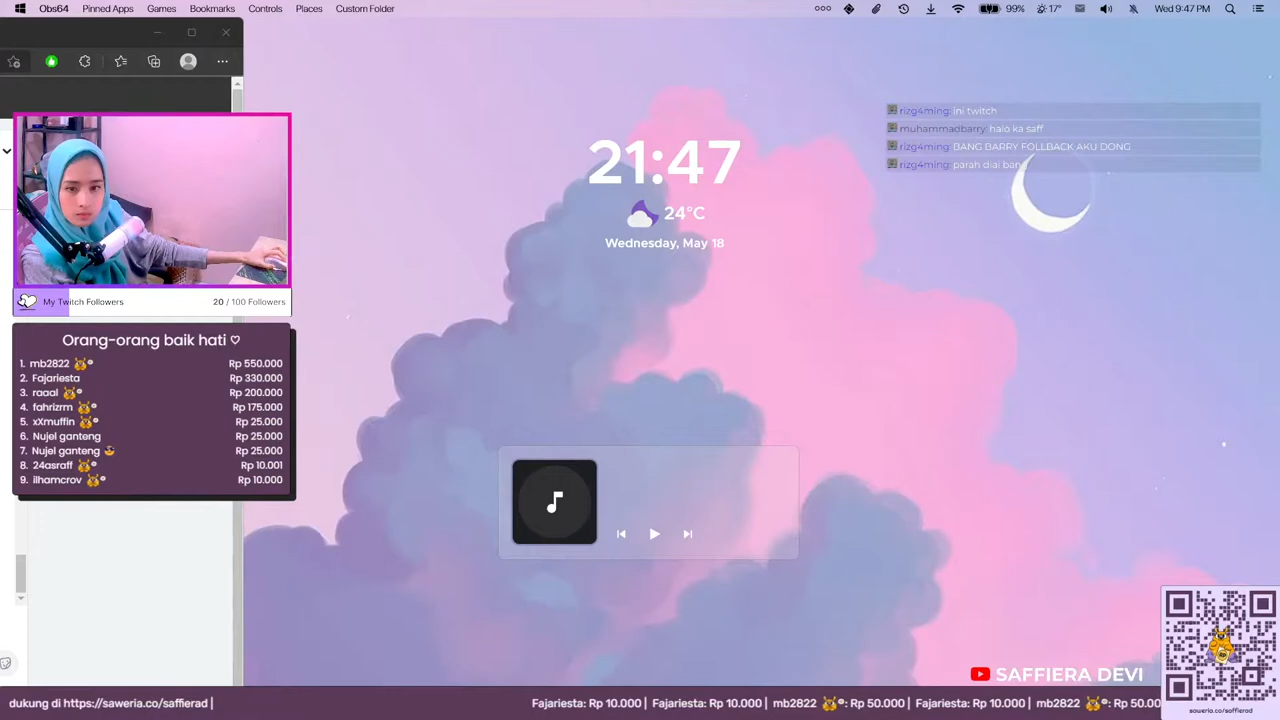 Obs64 Pinned Apps Games Bookmarks Controls Places Custom Folder
99% 17° Wed 9:47 PM
rizg4ming: ini twitch
muhammadbarry halo ka saff
rizg4ming: BANG BARRY FOLLBACK AKU DONG
rizg4ming: parah diai bang
21:47
24°C
Wednesday, May 18
My Twitch Followers 20 / 100 Followers
Orang-orang baik hati ♡
1. mb2822 Rp 550.000
2. Fajariesta Rp 330.000
3. raaal Rp 200.000
4. fahrizrm Rp 175.000
5. xXmuffin Rp 25.000
6. Nujel ganteng Rp 25.000
7. Nujel ganteng Rp 25.000
8. 24asraff Rp 10.001
9. ilhamcrov Rp 10.000
SAFFIERA DEVI
dukung di https://saweria.co/saffierad |
Fajariesta: Rp 10.000 | Fajariesta: Rp 10.000 | mb2822 : Rp 50.000 | Fajariesta: Rp 10.000 | mb2822 : Rp 50.00
saweria.co/saffierad